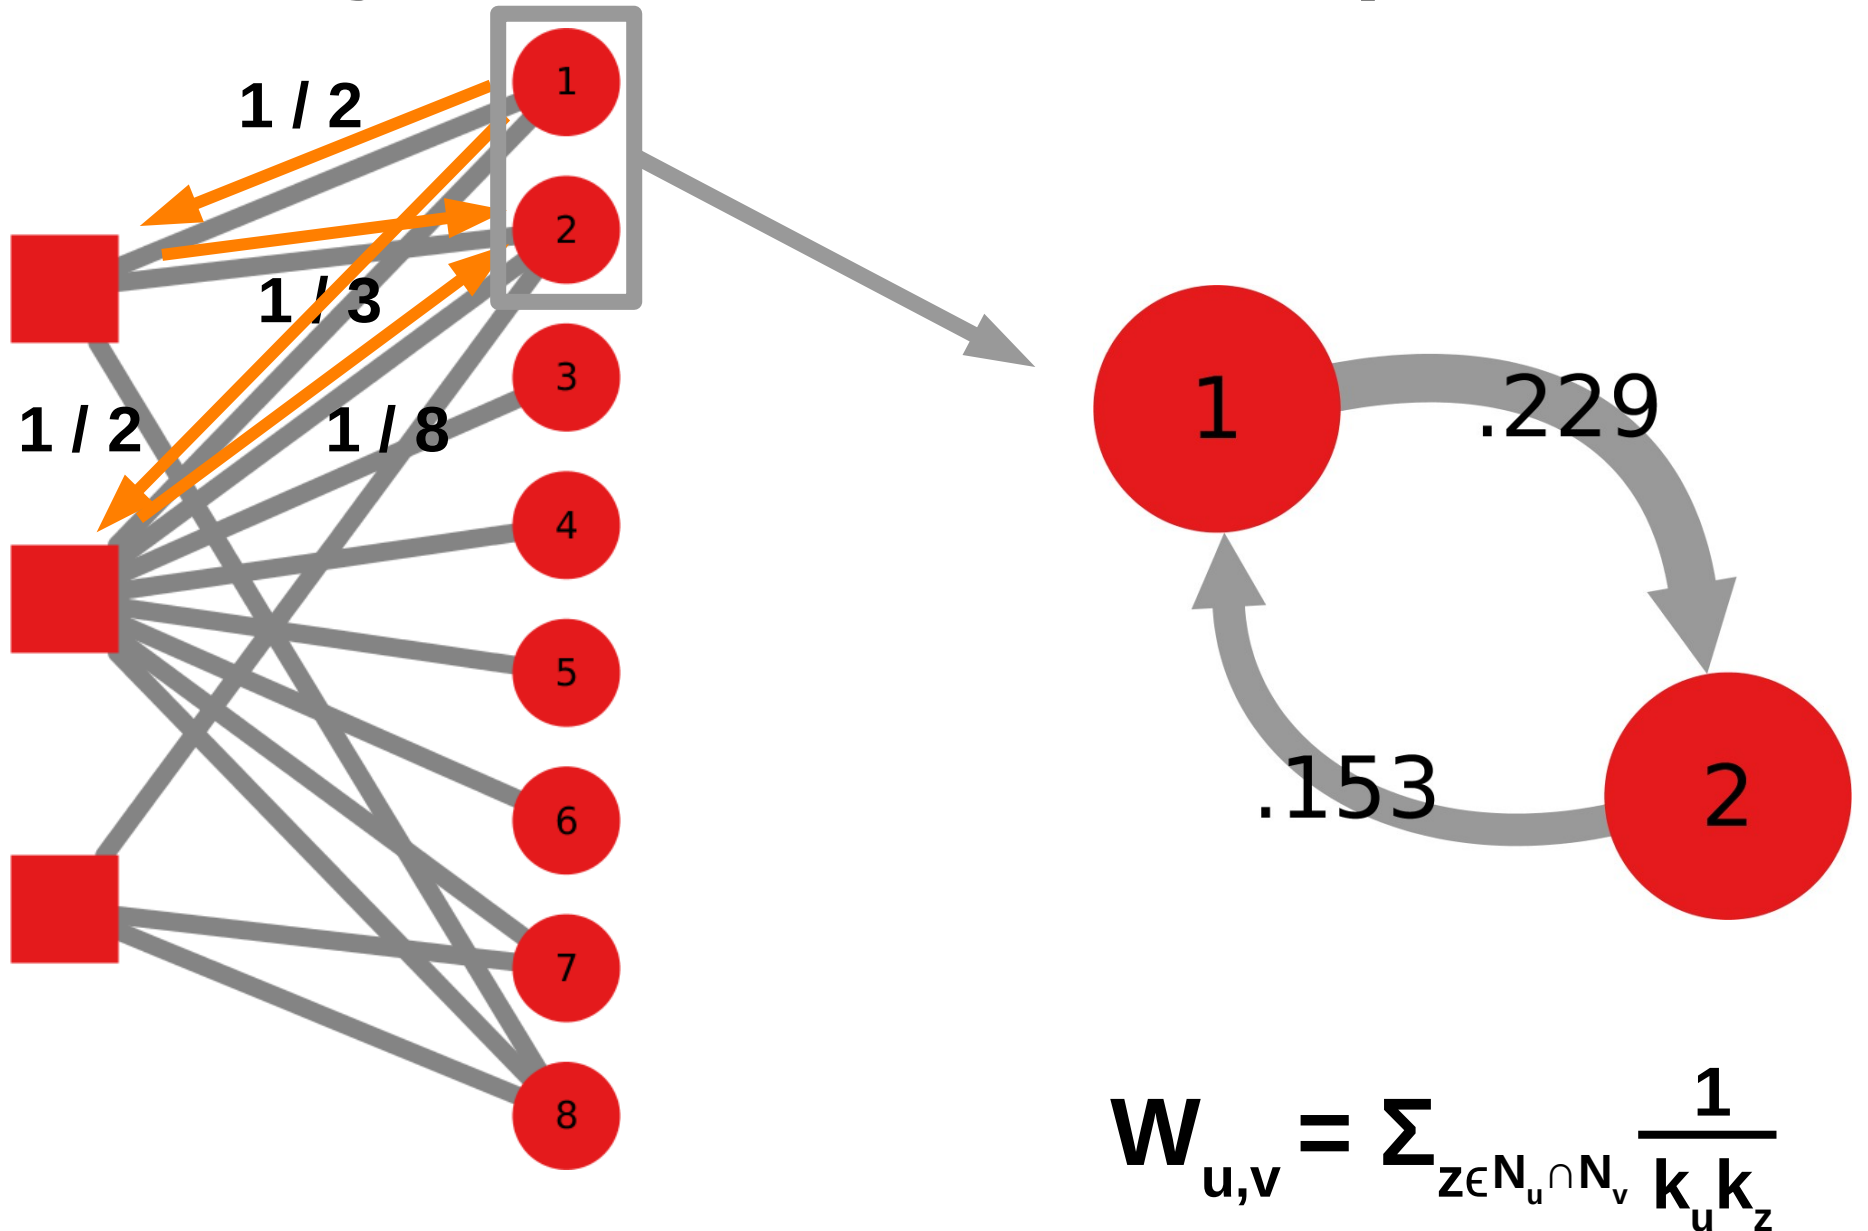 1 / 2
1 / 3
1 / 2
1 / 8
1
2
3
4
5
6
7
8
1
.229
.153
2
W_{u,v} = Σ_{z∈N_u∩N_v} \frac{1}{k_u k_z}